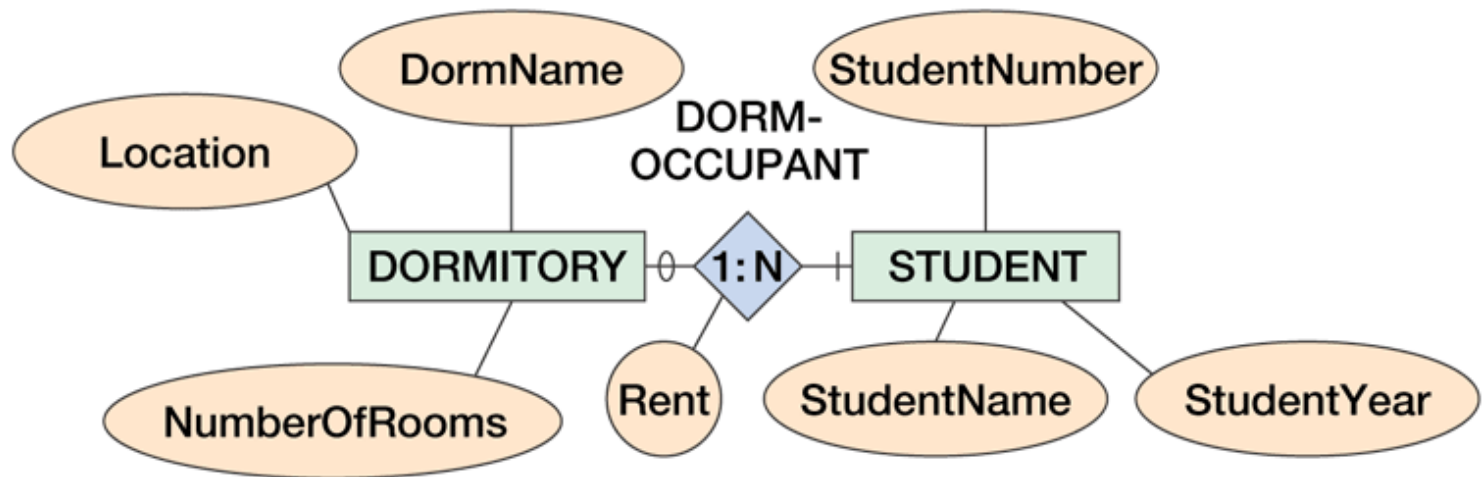 DormName
StudentNumber
DORM-
OCCUPANT
Location
DORMITORY
1:N
STUDENT
NumberOfRooms
Rent
StudentName
StudentYear